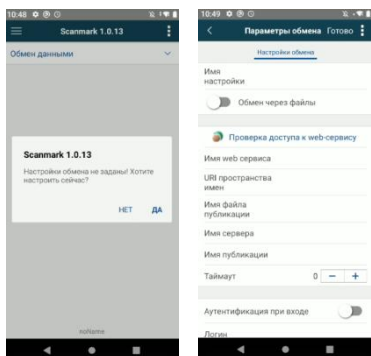 10:48
Scanmark 1.0.13
Обмен данными
Scanmark 1.0.13
Настройки обмена не заданы! Хотите
настроить сейчас?
НЕТ ДА
noName
10:49
Параметры обмена Готово
Настройки обмена
Имя
настройки
Обмен через файлы
Проверка доступа к web-сервису
Имя web сервиса
URI пространства
имен
Имя файла
публикации
Имя сервера
Имя публикации
Таймаут 0 − +
Аутентификация при входе
Логин